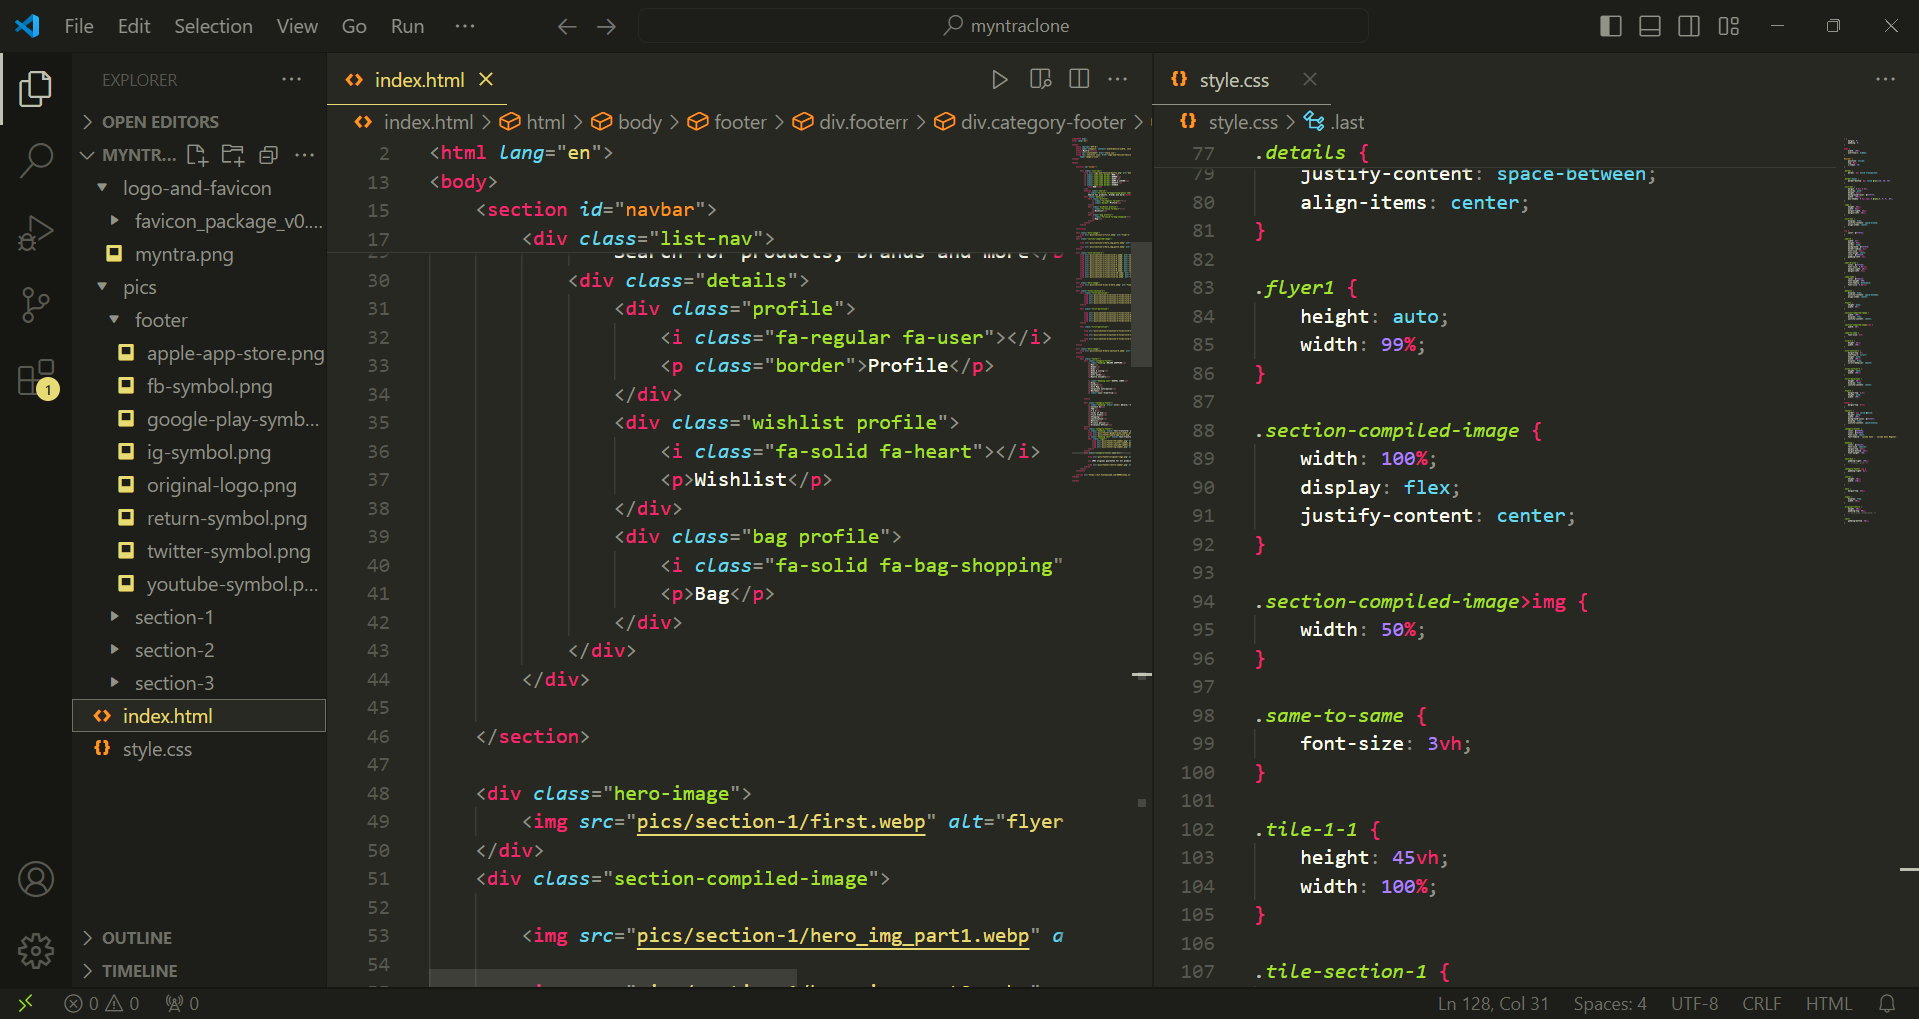 File Edit Selection View Go Run ···
myntraclone
EXPLORER
OPEN EDITORS
MYNTR...
logo-and-favicon
favicon_package_v0....
myntra.png
pics
footer
apple-app-store.png
fb-symbol.png
google-play-symb...
ig-symbol.png
original-logo.png
return-symbol.png
twitter-symbol.png
youtube-symbol.p...
section-1
section-2
section-3
index.html
style.css
OUTLINE
TIMELINE
1
index.html
index.html > html > body > footer > div.footerr > div.category-footer >
2 <html lang="en">
13 <body>
15 <section id="navbar">
17 <div class="list-nav">
Search for products, brands and more</
30 <div class="details">
31 <div class="profile">
32 <i class="fa-regular fa-user"></i>
33 <p class="border">Profile</p>
34 </div>
35 <div class="wishlist profile">
36 <i class="fa-solid fa-heart"></i>
37 <p>Wishlist</p>
38 </div>
39 <div class="bag profile">
40 <i class="fa-solid fa-bag-shopping"
41 <p>Bag</p>
42 </div>
43 </div>
44 </div>
45
46 </section>
47
48 <div class="hero-image">
49 <img src="pics/section-1/first.webp" alt="flyer
50 </div>
51 <div class="section-compiled-image">
52
53 <img src="pics/section-1/hero_img_part1.webp" a
54
style.css
style.css > .last
77 .details {
79 justify-content: space-between;
80 align-items: center;
81 }
82
83 .flyer1 {
84 height: auto;
85 width: 99%;
86 }
87
88 .section-compiled-image {
89 width: 100%;
90 display: flex;
91 justify-content: center;
92 }
93
94 .section-compiled-image>img {
95 width: 50%;
96 }
97
98 .same-to-same {
99 font-size: 3vh;
100 }
101
102 .tile-1-1 {
103 height: 45vh;
104 width: 100%;
105 }
106
107 .tile-section-1 {
0 0 0
Ln 128, Col 31 Spaces: 4 UTF-8 CRLF HTML